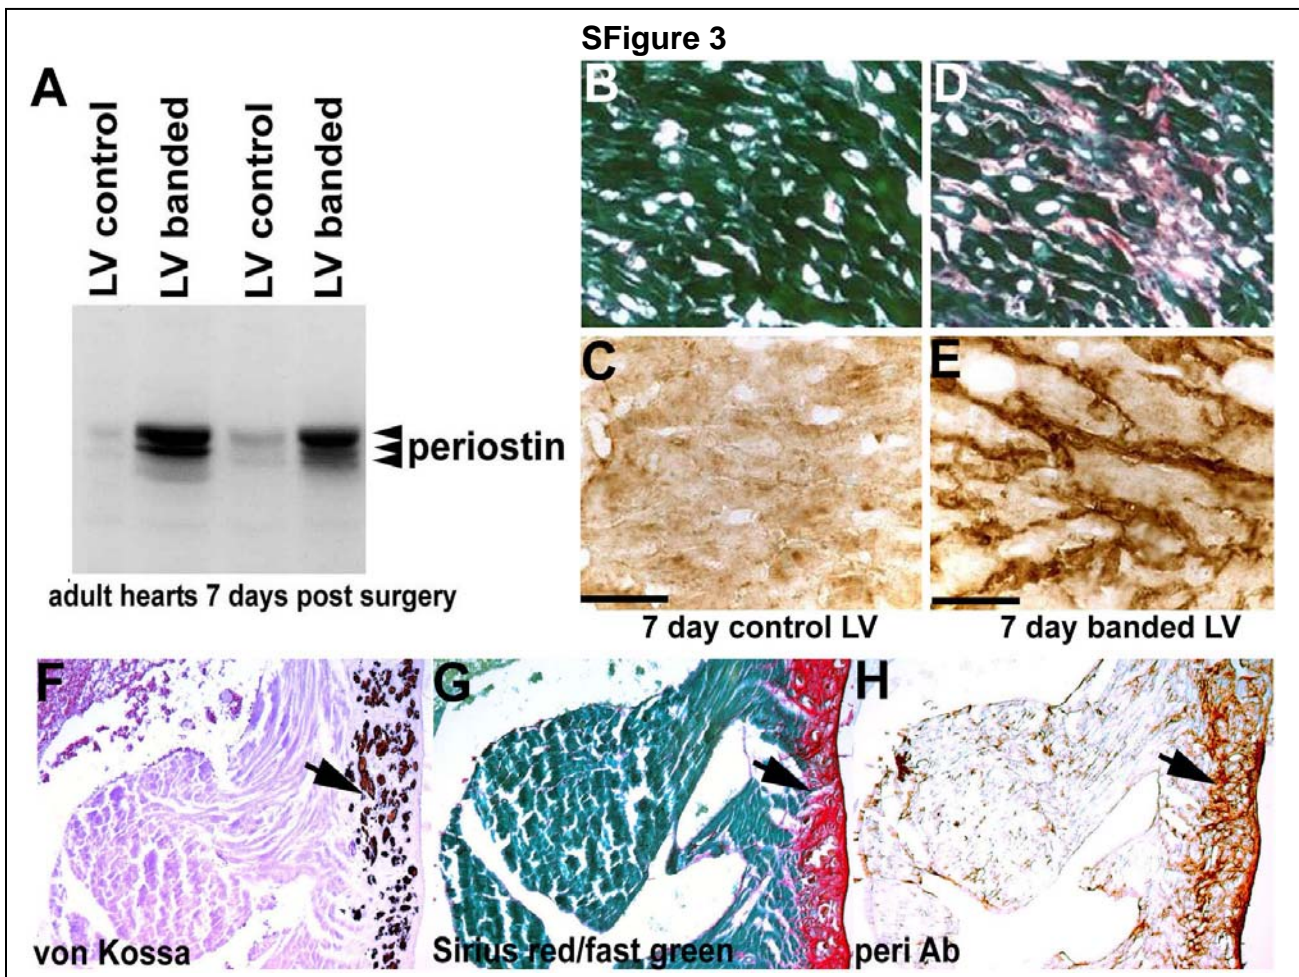 SFigure 3
A
LV control
LV banded
LV control
LV banded
periostin
adult hearts 7 days post surgery
B
D
C
E
7 day control LV
7 day banded LV
F
von Kossa
G
Sirius red/fast green
H
peri Ab